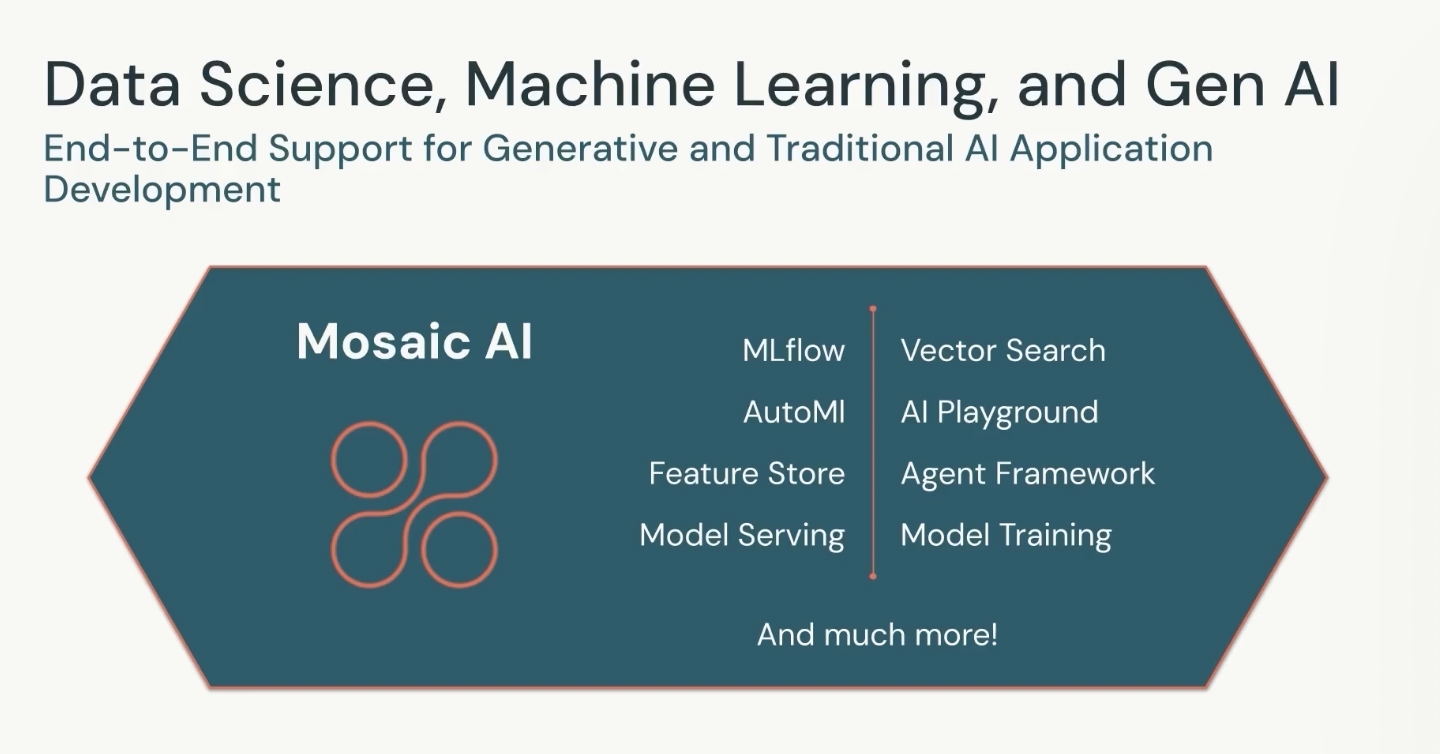 Data Science, Machine Learning, and Gen AI
End-to-End Support for Generative and Traditional AI Application
Development
Mosaic AI
MLflow
AutoMl
Feature Store
Model Serving
Vector Search
AI Playground
Agent Framework
Model Training
And much more!